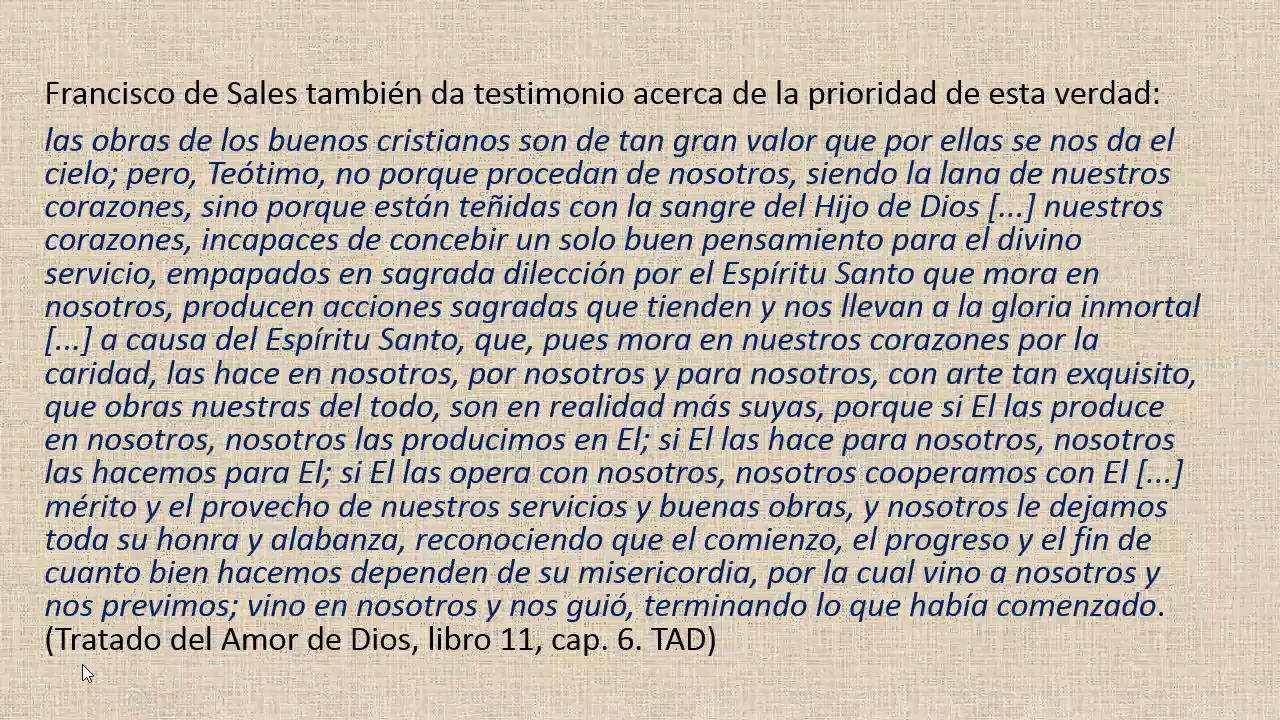 Francisco de Sales también da testimonio acerca de la prioridad de esta verdad:
las obras de los buenos cristianos son de tan gran valor que por ellas se nos da el
cielo; pero, Teótimo, no porque procedan de nosotros, siendo la lana de nuestros
corazones, sino porque están teñidas con la sangre del Hijo de Dios [...] nuestros
corazones, incapaces de concebir un solo buen pensamiento para el divino
servicio, empapados en sagrada dilección por el Espíritu Santo que mora en
nosotros, producen acciones sagradas que tienden y nos llevan a la gloria inmortal
[...] a causa del Espíritu Santo, que, pues mora en nuestros corazones por la
caridad, las hace en nosotros, por nosotros y para nosotros, con arte tan exquisito,
que obras nuestras del todo, son en realidad más suyas, porque si El las produce
en nosotros, nosotros las producimos en El; si El las hace para nosotros, nosotros
las hacemos para El; si El las opera con nosotros, nosotros cooperamos con El [...]
mérito y el provecho de nuestros servicios y buenas obras, y nosotros le dejamos
toda su honra y alabanza, reconociendo que el comienzo, el progreso y el fin de
cuanto bien hacemos dependen de su misericordia, por la cual vino a nosotros y
nos previmos; vino en nosotros y nos guió, terminando lo que había comenzado.
(Tratado del Amor de Dios, libro 11, cap. 6. TAD)